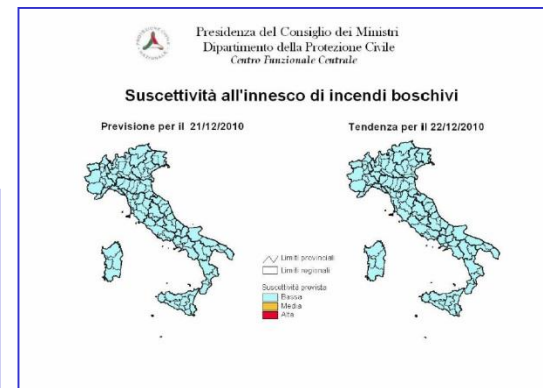 Presidenza del Consiglio dei Ministri
Dipartimento della Protezione Civile
Centro Funzionale Centrale
Suscettività all'innesco di incendi boschivi
Previsione per il 21/12/2010
Tendenza per il 22/12/2010
Limiti provinciali
Limiti regionali
Suscettività prevista
Bassa
Media
Alta